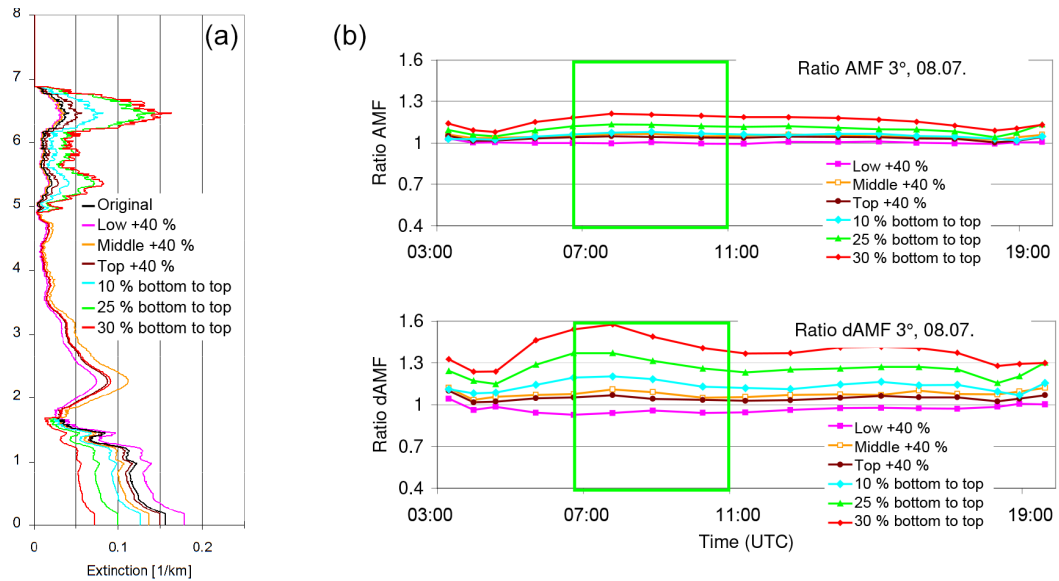 (a)
8
7
6
5
4
3
2
1
0
0
0.1
0.2
Extinction [1/km]
Original
Low +40 %
Middle +40 %
Top +40 %
10 % bottom to top
25 % bottom to top
30 % bottom to top
(b)
Ratio AMF 3°, 08.07.
Ratio AMF
1.6
1.3
1
0.7
0.4
03:00
07:00
11:00
19:00
Low +40 %
Middle +40 %
Top +40 %
10 % bottom to top
25 % bottom to top
30 % bottom to top
Ratio dAMF 3°, 08.07.
Ratio dAMF
1.6
1.3
1
0.7
0.4
03:00
07:00
11:00
19:00
Low +40 %
Middle +40 %
Top +40 %
10 % bottom to top
25 % bottom to top
30 % bottom to top
Time (UTC)